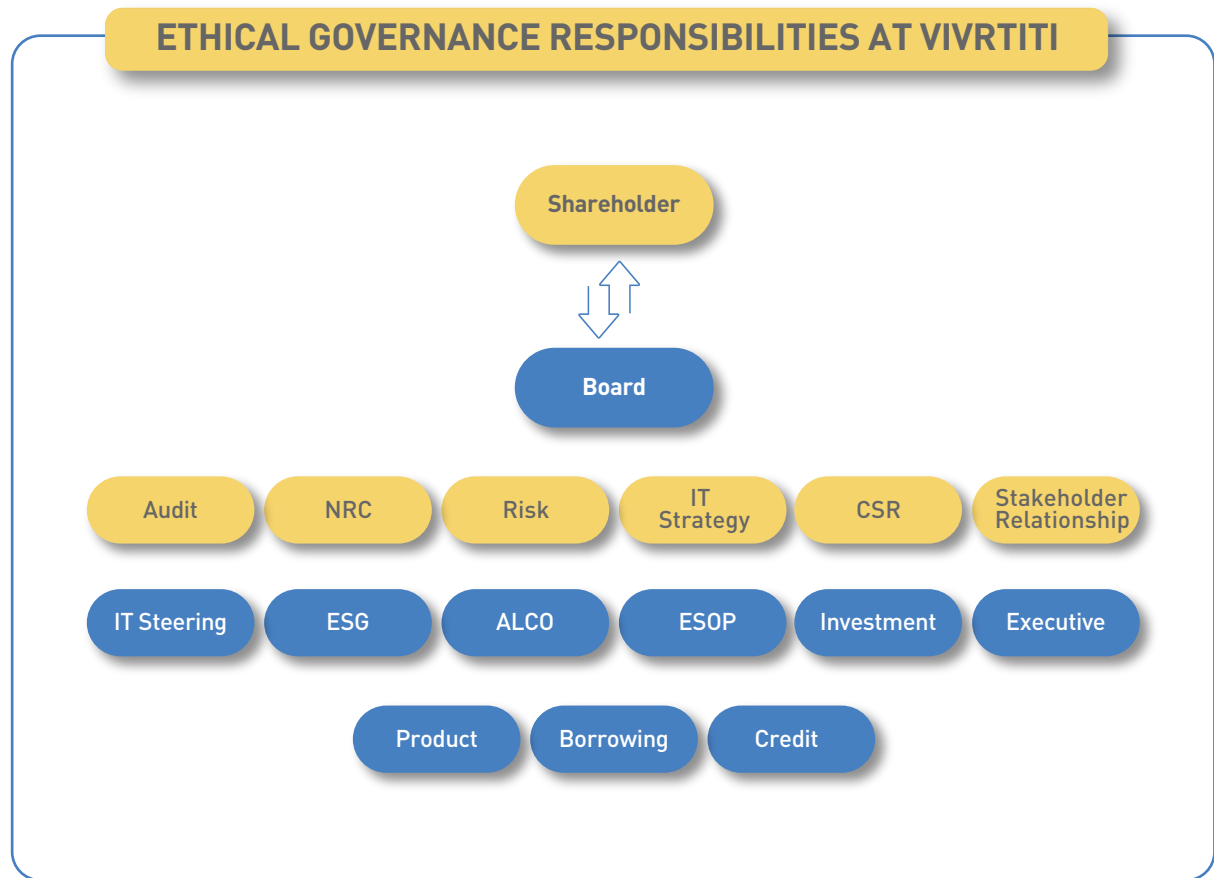 ETHICAL GOVERNANCE RESPONSIBILITIES AT VIVRTITI
Shareholder
Board
Audit
NRC
Risk
IT
Strategy
CSR
Stakeholder
Relationship
IT Steering
ESG
ALCO
ESOP
Investment
Executive
Product
Borrowing
Credit